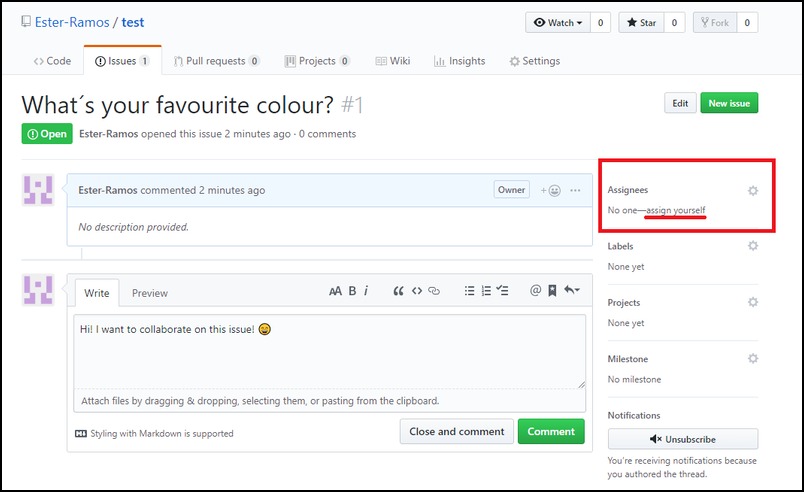 Ester-Ramos / test
Watch 0 Star 0 Fork 0
Code Issues 1 Pull requests 0 Projects 0 Wiki Insights Settings
What´s your favourite colour? #1
Edit New issue
Open Ester-Ramos opened this issue 2 minutes ago · 0 comments
Ester-Ramos commented 2 minutes ago Owner
No description provided.
Write Preview
AA B i
Hi! I want to collaborate on this issue! 😄
Attach files by dragging & dropping, selecting them, or pasting from the clipboard.
Styling with Markdown is supported
Close and comment Comment
Assignees
No one—assign yourself
Labels
None yet
Projects
None yet
Milestone
No milestone
Notifications
Unsubscribe
You're receiving notifications because
you authored the thread.